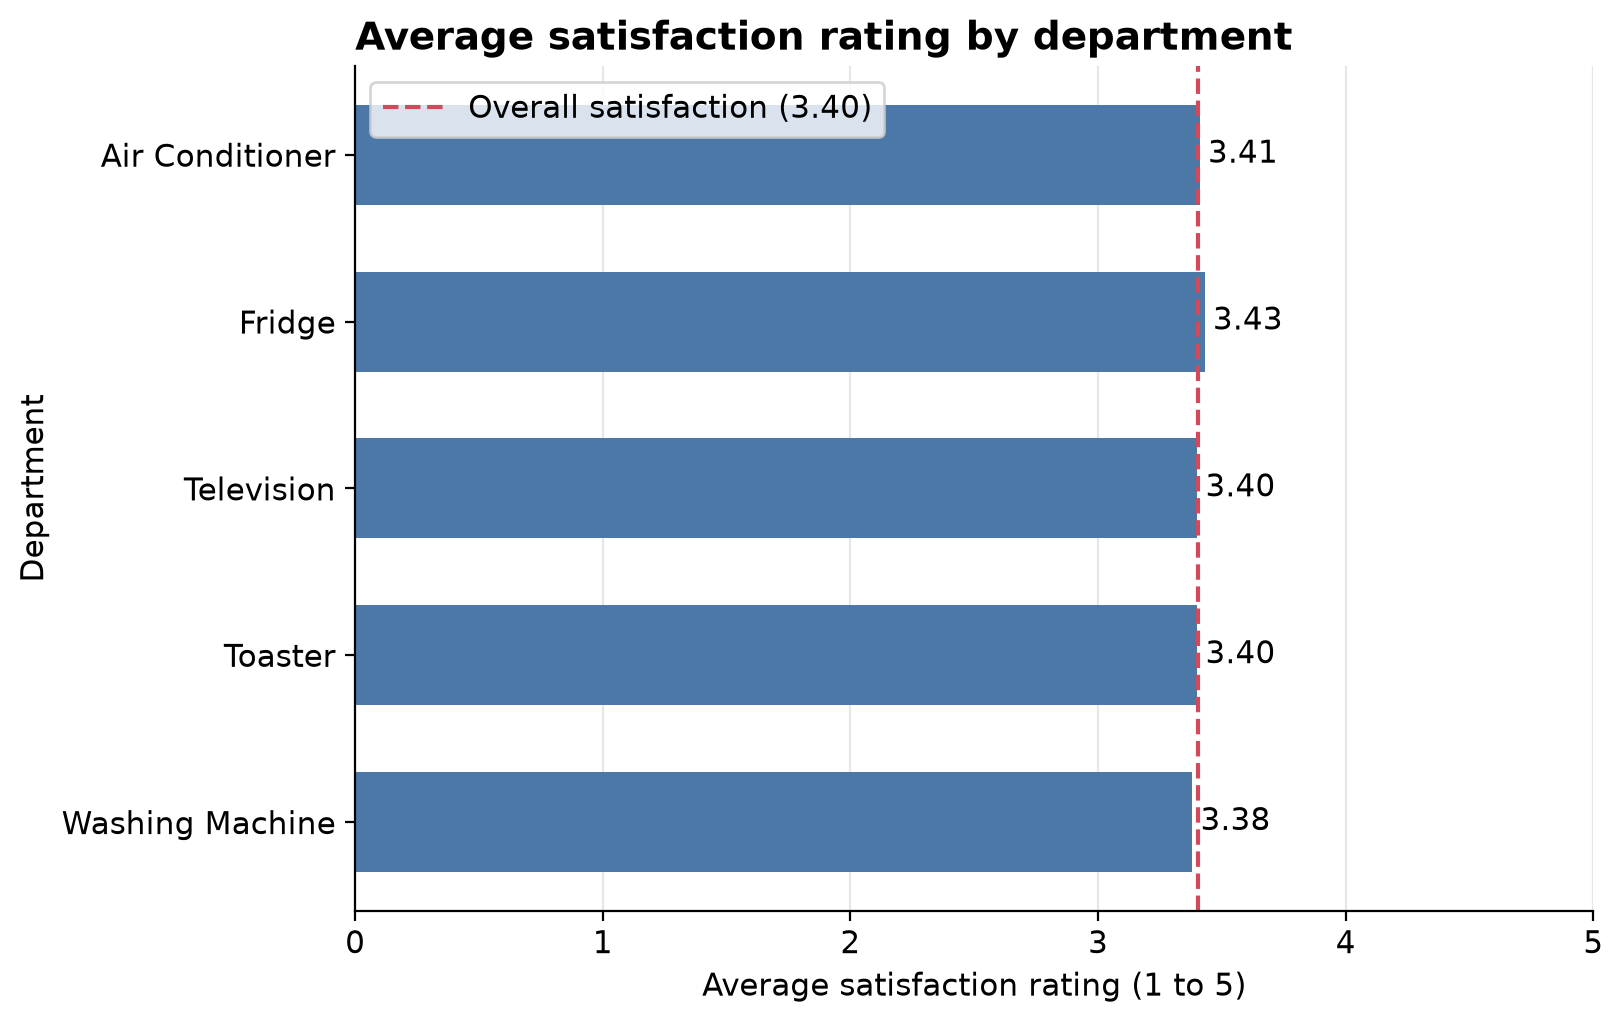 Average satisfaction rating by department
Overall satisfaction (3.40)
Air Conditioner
3.41
Fridge
3.43
Television
3.40
Toaster
3.40
Washing Machine
3.38
Department
0 1 2 3 4 5
Average satisfaction rating (1 to 5)